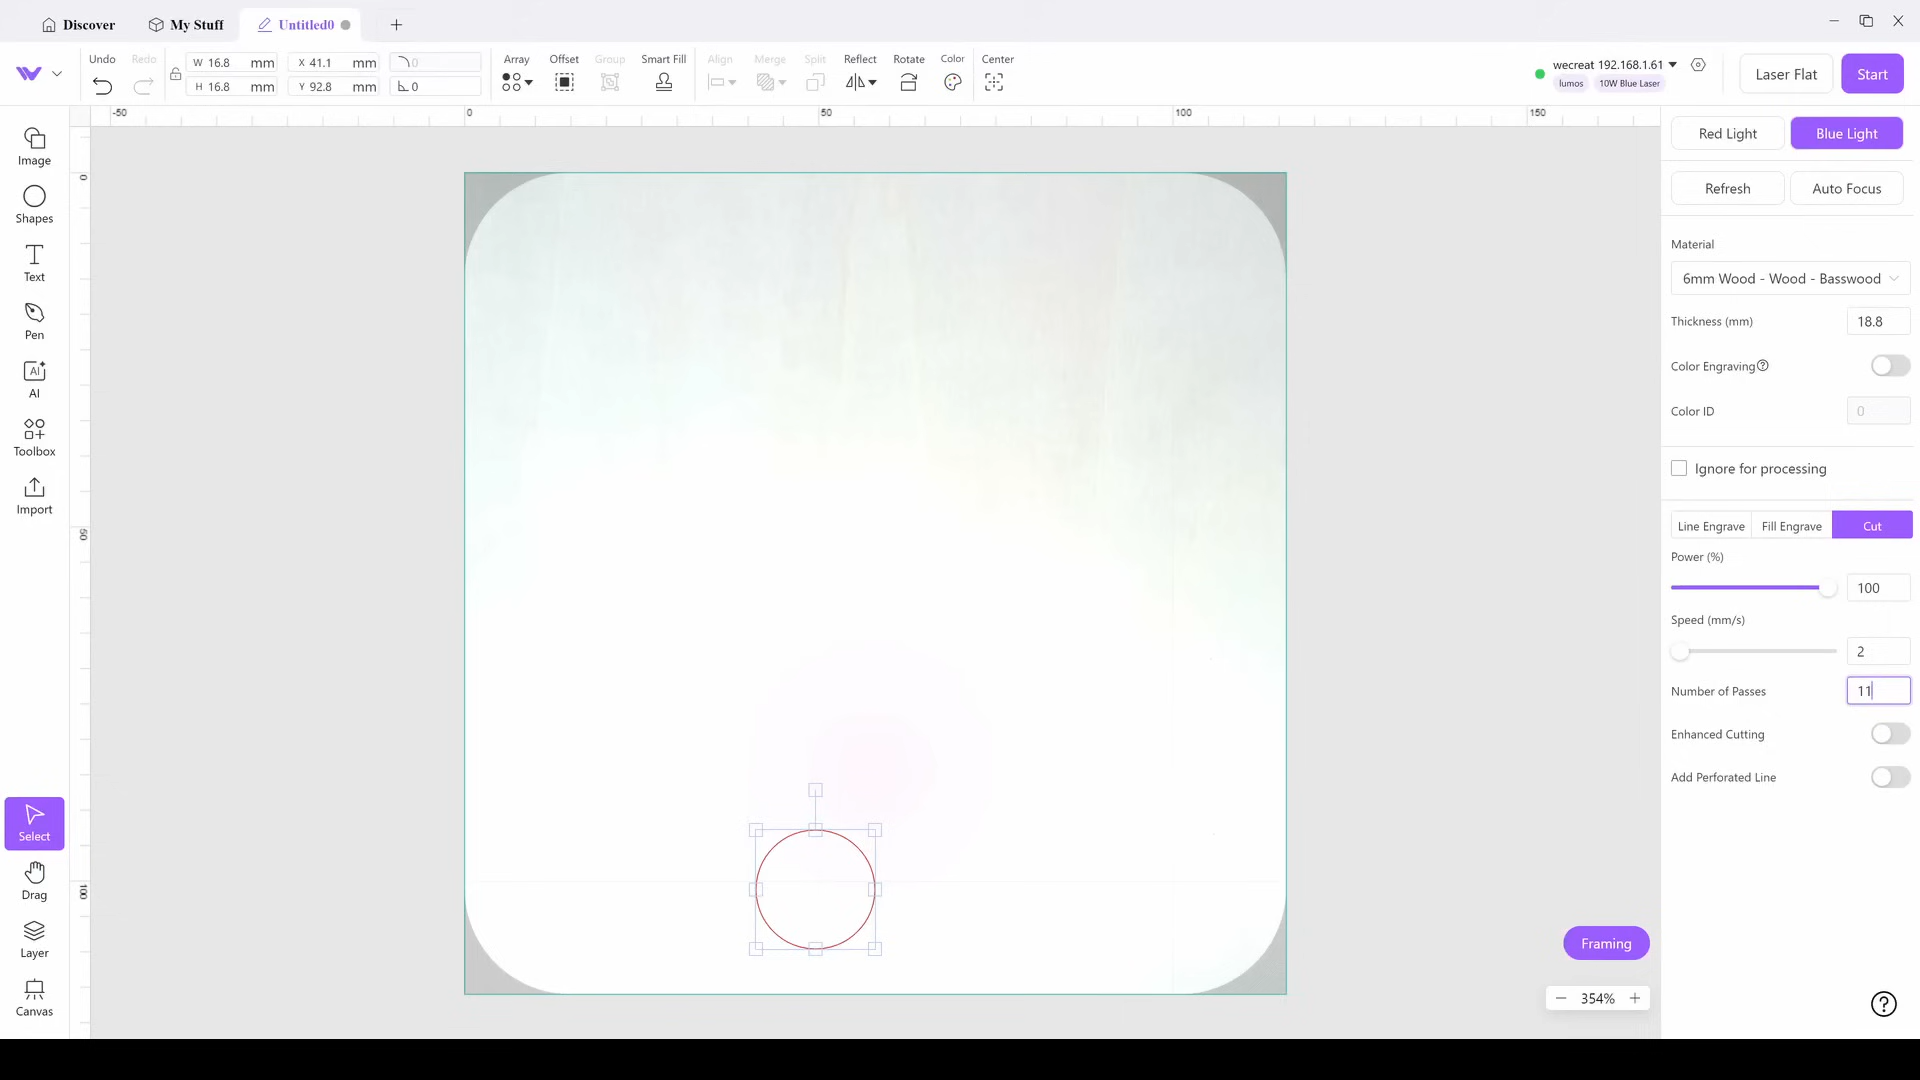 Discover
My Stuff
Untitled0
Undo
Redo
W 16.8 mm
H 16.8 mm
X 41.1 mm
Y 92.8 mm
0
0
Array
Offset
Group
Smart Fill
Align
Merge
Split
Reflect
Rotate
Color
Center
wecreat 192.168.1.61
lumos
10W Blue Laser
Laser Flat
Start
-50
0
50
100
150
0
50
100
Image
Shapes
Text
Pen
AI
AI
Toolbox
Import
Select
Drag
Layer
Canvas
Red Light
Blue Light
Refresh
Auto Focus
Material
6mm Wood - Wood - Basswood
Thickness (mm)
18.8
Color Engraving
Color ID
0
Ignore for processing
Line Engrave
Fill Engrave
Cut
Power (%)
100
Speed (mm/s)
2
Number of Passes
11
Enhanced Cutting
Add Perforated Line
Framing
354%